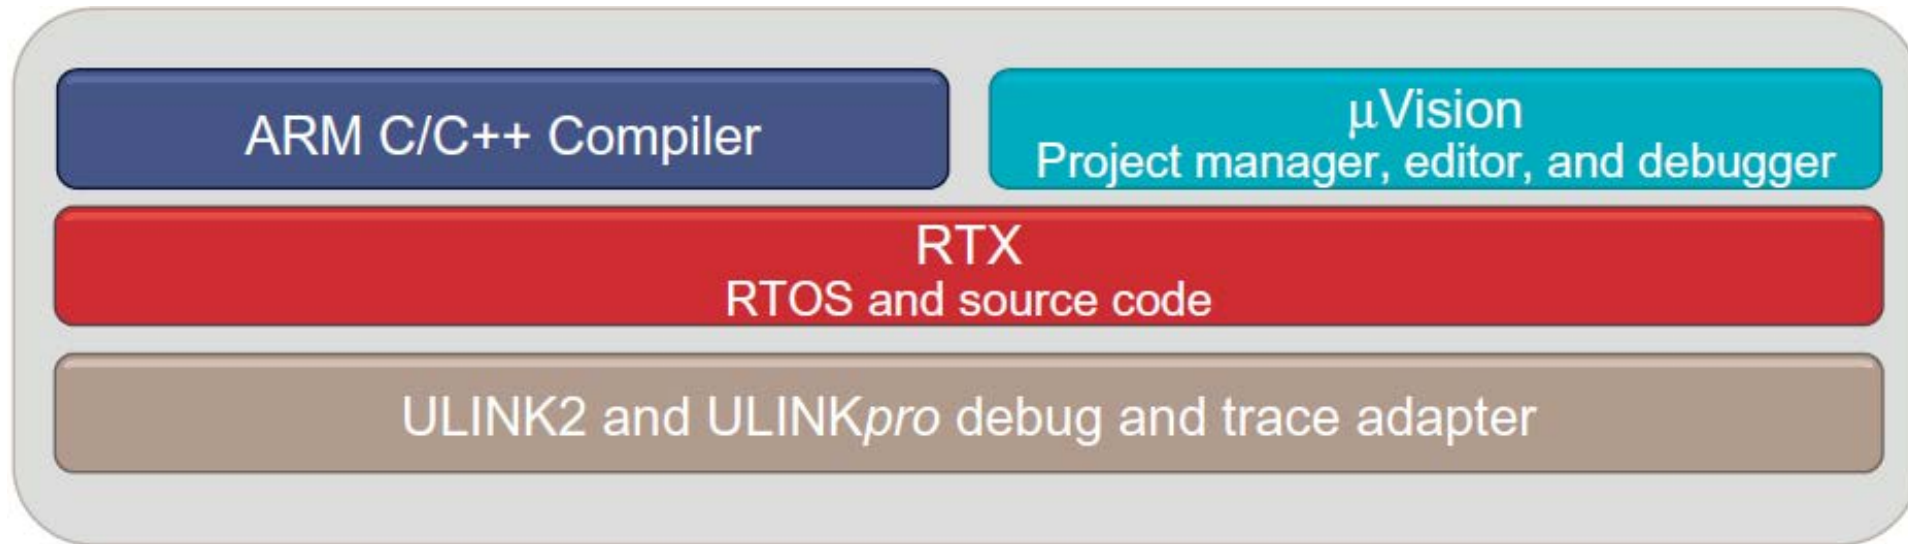 ARM C/C++ Compiler
μVision
Project manager, editor, and debugger
RTX
RTOS and source code
ULINK2 and ULINKpro debug and trace adapter